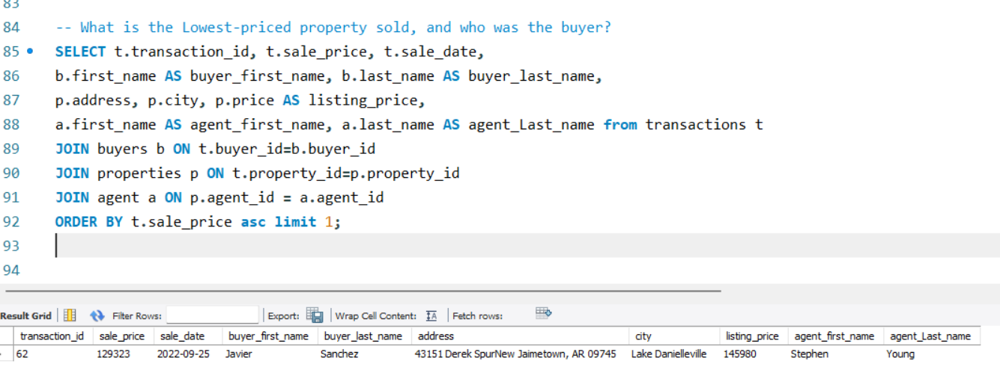 83
84 -- What is the Lowest-priced property sold, and who was the buyer?
85 SELECT t.transaction_id, t.sale_price, t.sale_date,
86 b.first_name AS buyer_first_name, b.last_name AS buyer_last_name,
87 p.address, p.city, p.price AS listing_price,
88 a.first_name AS agent_first_name, a.last_name AS agent_Last_name from transactions t
89 JOIN buyers b ON t.buyer_id=b.buyer_id
90 JOIN properties p ON t.property_id=p.property_id
91 JOIN agent a ON p.agent_id = a.agent_id
92 ORDER BY t.sale_price asc limit 1;
93
94
Result Grid Filter Rows: Export: Wrap Cell Content: Fetch rows:
transaction_id sale_price sale_date buyer_first_name buyer_last_name address city listing_price agent_first_name agent_Last_name
62 129323 2022-09-25 Javier Sanchez 43151 Derek SpurNew Jaimetown, AR 09745 Lake Danielleville 145980 Stephen Young